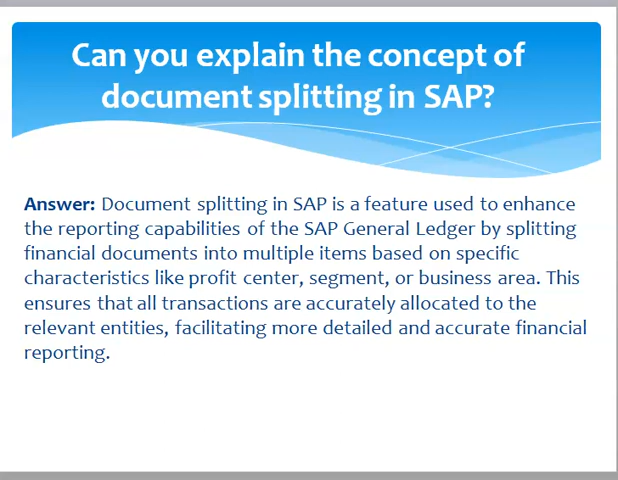 Can you explain the concept of
document splitting in SAP?
Answer: Document splitting in SAP is a feature used to enhance
the reporting capabilities of the SAP General Ledger by splitting
financial documents into multiple items based on specific
characteristics like profit center, segment, or business area. This
ensures that all transactions are accurately allocated to the
relevant entities, facilitating more detailed and accurate financial
reporting.